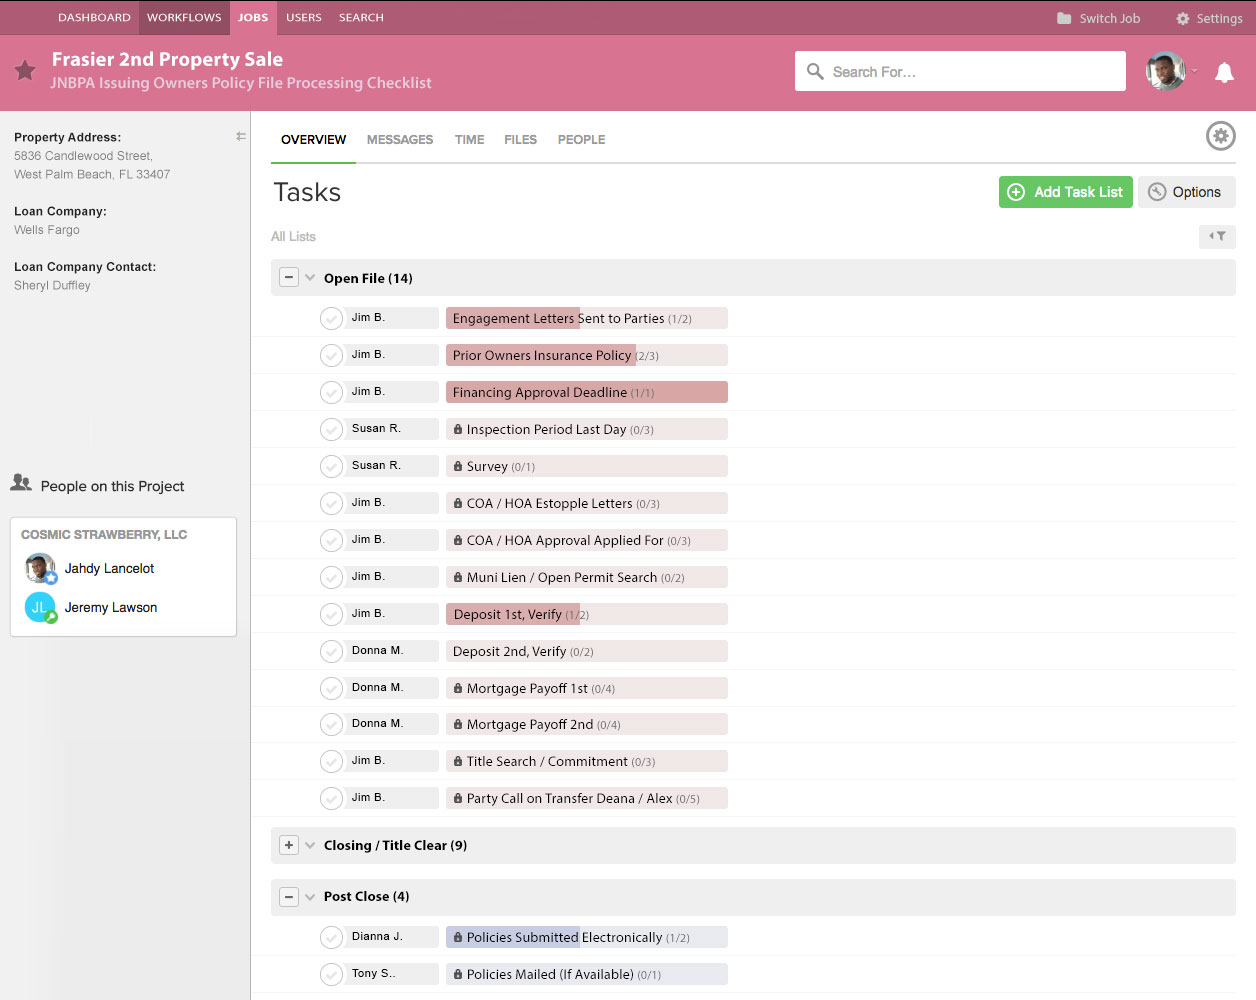 DASHBOARD WORKFLOWS JOBS USERS SEARCH Switch Job Settings
Frasier 2nd Property Sale
JNBPA Issuing Owners Policy File Processing Checklist
Search For...
Property Address:
5836 Candlewood Street,
West Palm Beach, FL 33407
Loan Company:
Wells Fargo
Loan Company Contact:
Sheryl Duffley
People on this Project
COSMIC STRAWBERRY, LLC
Jahdy Lancelot
JL Jeremy Lawson
OVERVIEW MESSAGES TIME FILES PEOPLE
Tasks
Add Task List Options
All Lists
Open File (14)
Jim B. Engagement Letters Sent to Parties (1/2)
Jim B. Prior Owners Insurance Policy (2/3)
Jim B. Financing Approval Deadline (1/1)
Susan R. Inspection Period Last Day (0/3)
Susan R. Survey (0/1)
Jim B. COA / HOA Estopple Letters (0/3)
Jim B. COA / HOA Approval Applied For (0/3)
Jim B. Muni Lien / Open Permit Search (0/2)
Jim B. Deposit 1st, Verify (1/2)
Donna M. Deposit 2nd, Verify (0/2)
Donna M. Mortgage Payoff 1st (0/4)
Donna M. Mortgage Payoff 2nd (0/4)
Jim B. Title Search / Commitment (0/3)
Jim B. Party Call on Transfer Deana / Alex (0/5)
Closing / Title Clear (9)
Post Close (4)
Dianna J. Policies Submitted Electronically (1/2)
Tony S.. Policies Mailed (If Available) (0/1)